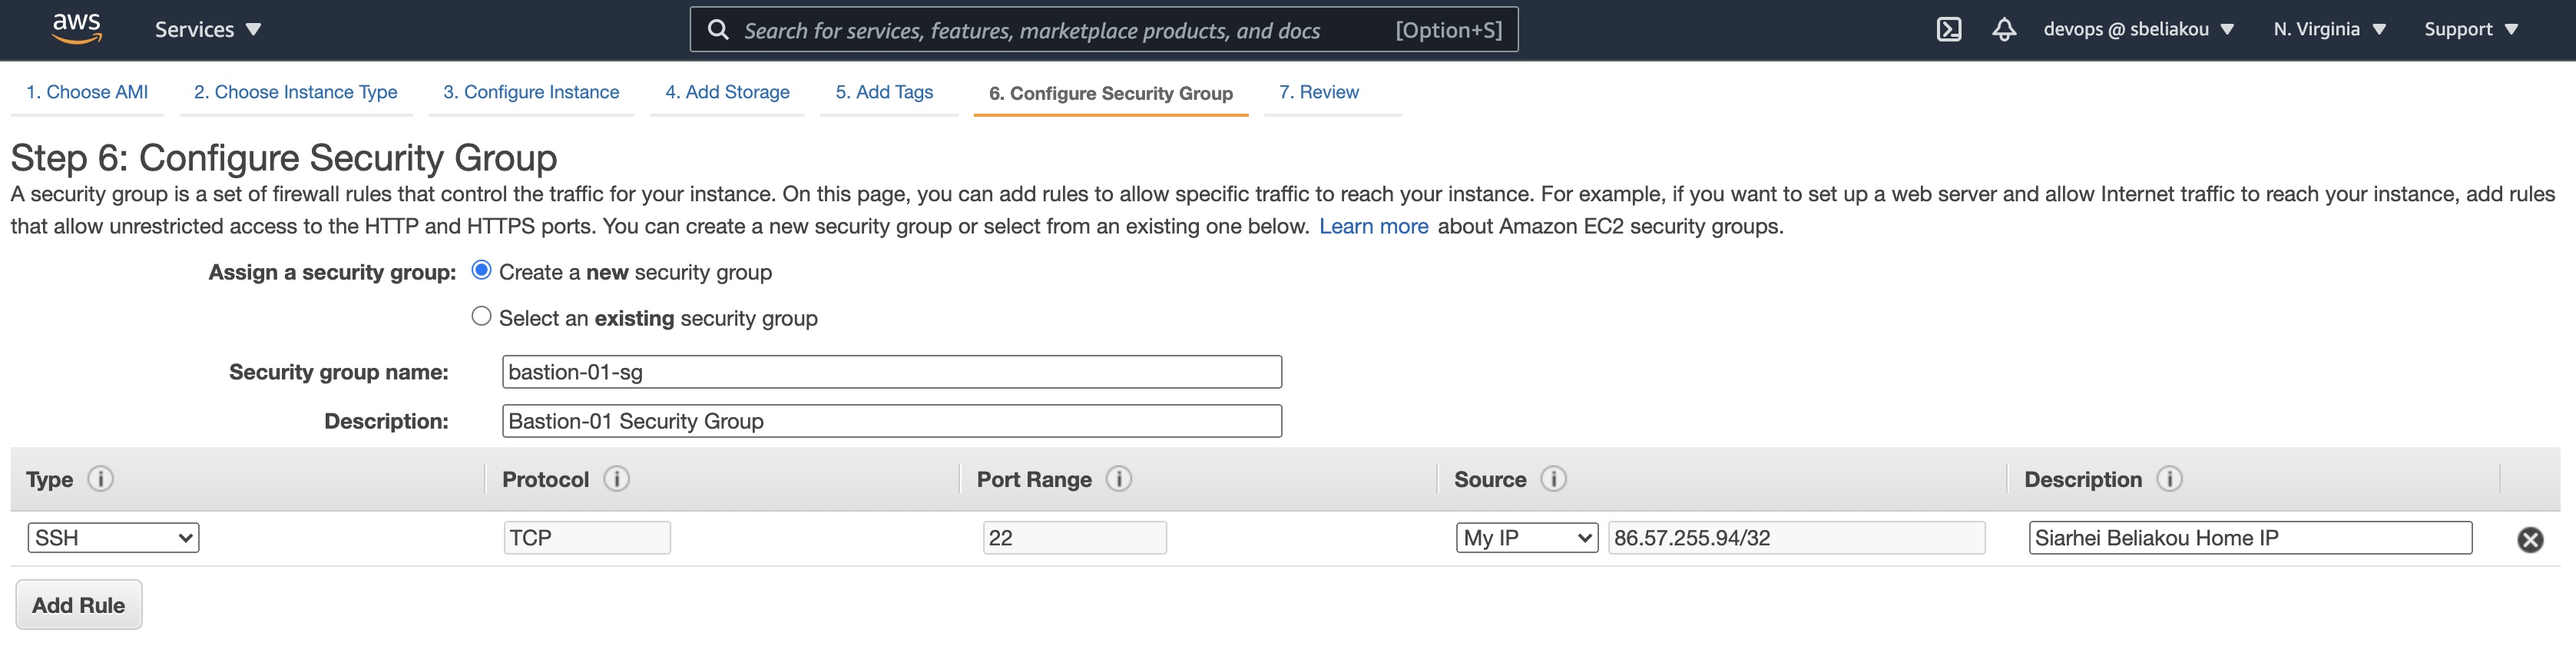 aws Services Search for services, features, marketplace products, and docs [Option+S] devops @ sbeliakou N. Virginia Support
1. Choose AMI 2. Choose Instance Type 3. Configure Instance 4. Add Storage 5. Add Tags 6. Configure Security Group 7. Review
Step 6: Configure Security Group
A security group is a set of firewall rules that control the traffic for your instance. On this page, you can add rules to allow specific traffic to reach your instance. For example, if you want to set up a web server and allow Internet traffic to reach your instance, add rules
that allow unrestricted access to the HTTP and HTTPS ports. You can create a new security group or select from an existing one below. Learn more about Amazon EC2 security groups.
Assign a security group: Create a new security group
Select an existing security group
Security group name: bastion-01-sg
Description: Bastion-01 Security Group
Type Protocol Port Range Source Description
SSH TCP 22 My IP 86.57.255.94/32 Siarhei Beliakou Home IP
Add Rule